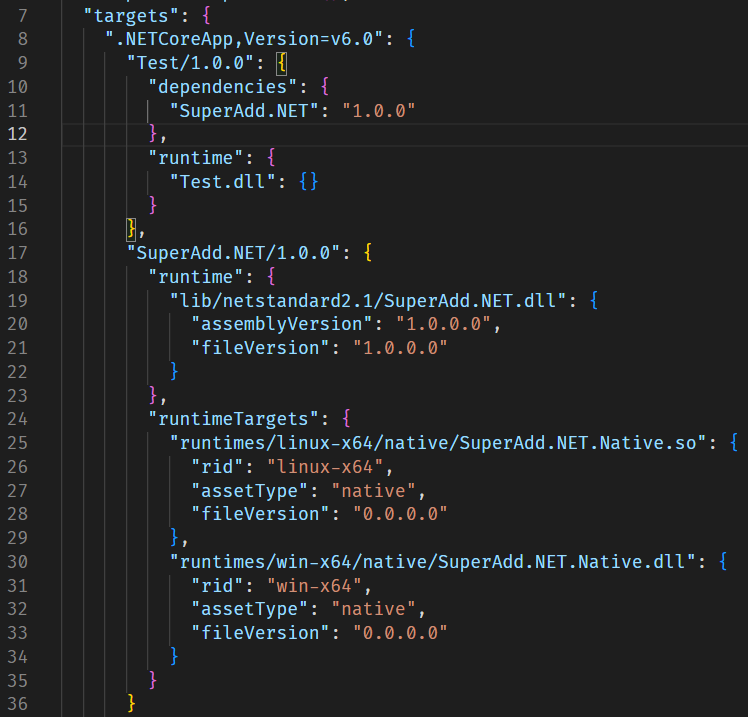 7 "targets": {
8 ".NETCoreApp,Version=v6.0": {
9 "Test/1.0.0": {
10 "dependencies": {
11 "SuperAdd.NET": "1.0.0"
12 },
13 "runtime": {
14 "Test.dll": {}
15 }
16 },
17 "SuperAdd.NET/1.0.0": {
18 "runtime": {
19 "lib/netstandard2.1/SuperAdd.NET.dll": {
20 "assemblyVersion": "1.0.0.0",
21 "fileVersion": "1.0.0.0"
22 }
23 },
24 "runtimeTargets": {
25 "runtimes/linux-x64/native/SuperAdd.NET.Native.so": {
26 "rid": "linux-x64",
27 "assetType": "native",
28 "fileVersion": "0.0.0.0"
29 },
30 "runtimes/win-x64/native/SuperAdd.NET.Native.dll": {
31 "rid": "win-x64",
32 "assetType": "native",
33 "fileVersion": "0.0.0.0"
34 }
35 }
36 }